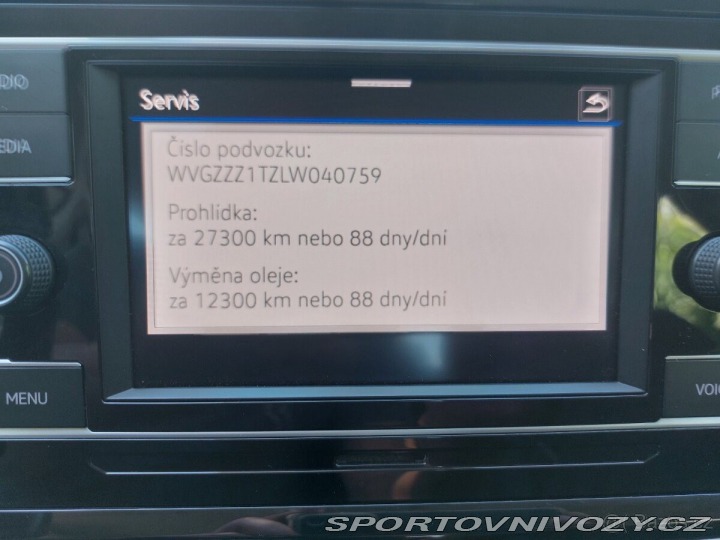 Servis
Číslo podvozku:
WVGZZZ1TZLW040759
Prohlídka:
za 27300 km nebo 88 dny/dní
Výměna oleje:
za 12300 km nebo 88 dny/dní
MENU
SPORTOVNIVOZY.CZ